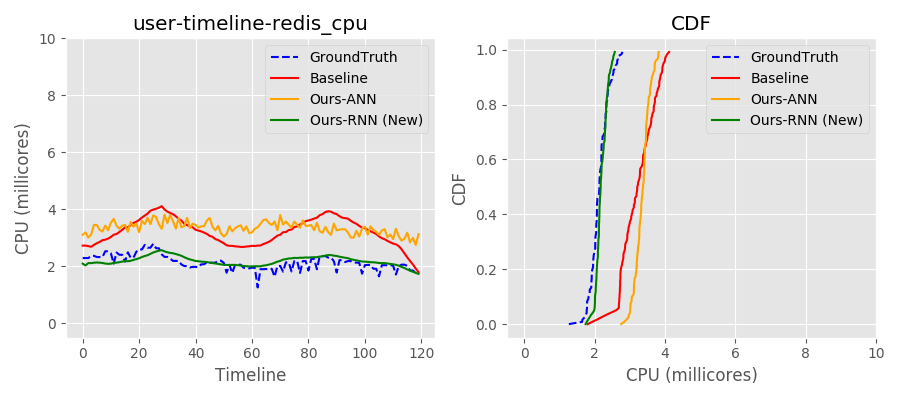 user-timeline-redis_cpu
10
8
6
4
2
0
CPU (millicores)
0
20
40
60
80
100
120
Timeline
GroundTruth
Baseline
Ours-ANN
Ours-RNN (New)
CDF
1.0
0.8
0.6
0.4
0.2
0.0
CDF
0
2
4
6
8
10
CPU (millicores)
GroundTruth
Baseline
Ours-ANN
Ours-RNN (New)